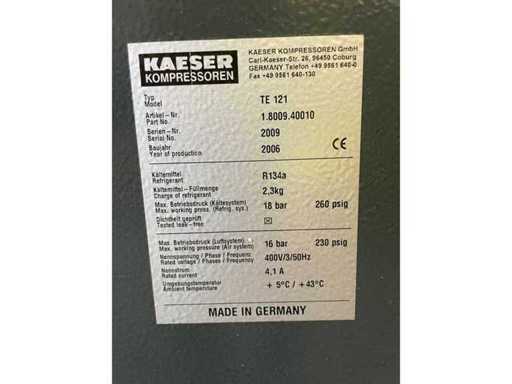 KAESER
KOMPRESSOREN
KAESER KOMPRESSOREN GmbH
Carl-Kaeser-Str. 26, 96450 Coburg
GERMANY Telefon +49 9561 640-0
Fax +49 9561 640-130
Typ
Model TE 121
Artikel-Nr.
Part No. 1.8009.40010
Serien-Nr.
Serial No. 2009
Baujahr
Year of production 2006 CE
Kältemittel
Refrigerant R134a
Kältemittel-Füllmenge
Charge of refrigerant 2,3kg
Max. Betriebsdruck (Kältesystem)
Max. working press. (Refrig. sys.) 18 bar 260 psig
Dichtheit geprüft
Tested leak-free ☒
Max. Betriebsdruck (Luftsystem)
Max. working pressure (Air system) 16 bar 230 psig
Nennspannung / Phase / Frequenz
Rated voltage / Phases / Frequency 400V/3/50Hz
Nennstrom
Rated current 4,1 A
Umgebungstemperatur
Ambient temperature + 5°C / +43°C
MADE IN GERMANY